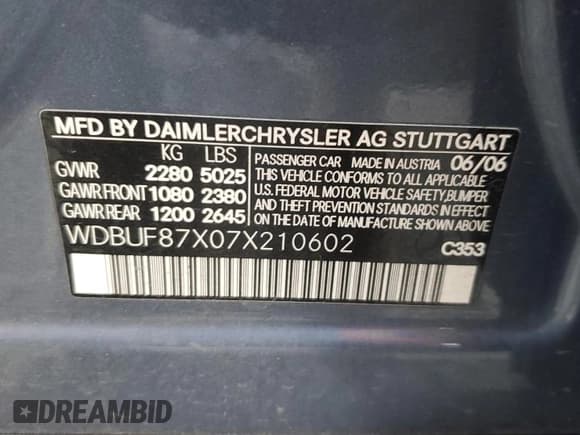 MFD BY DAIMLERCHRYSLER AG STUTTGART
KG LBS
GVWR 2280 5025
GAWR FRONT 1080 2380
GAWR REAR 1200 2645
PASSENGER CAR MADE IN AUSTRIA 06/06
THIS VEHICLE CONFORMS TO ALL APPLICABLE
U.S. FEDERAL MOTOR VEHICLE SAFETY, BUMPER
AND THEFT PREVENTION STANDARDS IN EFFECT
ON THE DATE OF MANUFACTURE SHOWN ABOVE
WDBUF87X07X210602
C353
DREAMBID